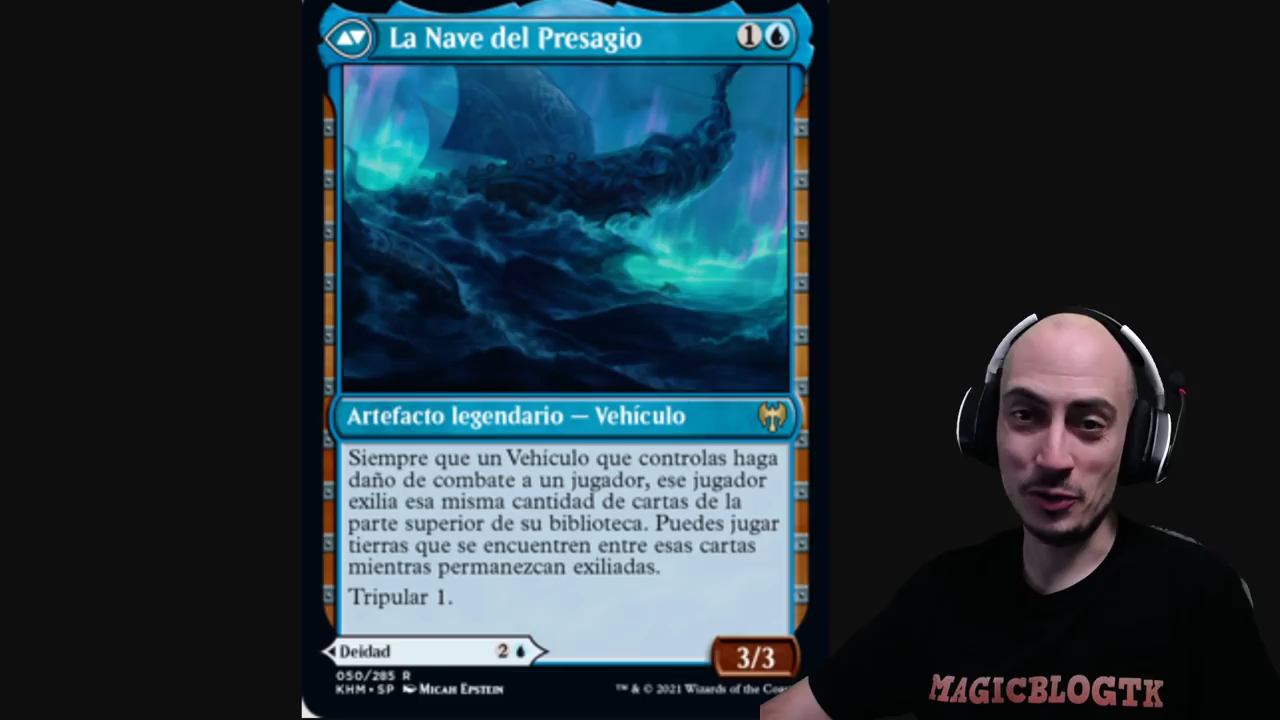 La Nave del Presagio
1
Artefacto legendario — Vehículo
Siempre que un Vehículo que controlas haga
daño de combate a un jugador, ese jugador
exilia esa misma cantidad de cartas de la
parte superior de su biblioteca. Puedes jugar
tierras que se encuentren entre esas cartas
mientras permanezcan exiliadas.
Tripular 1.
Deidad 2
3/3
050/285 R
KHM • SP Micah Epstein
™ & © 2021 Wizards of the
MAGICBLOGTK